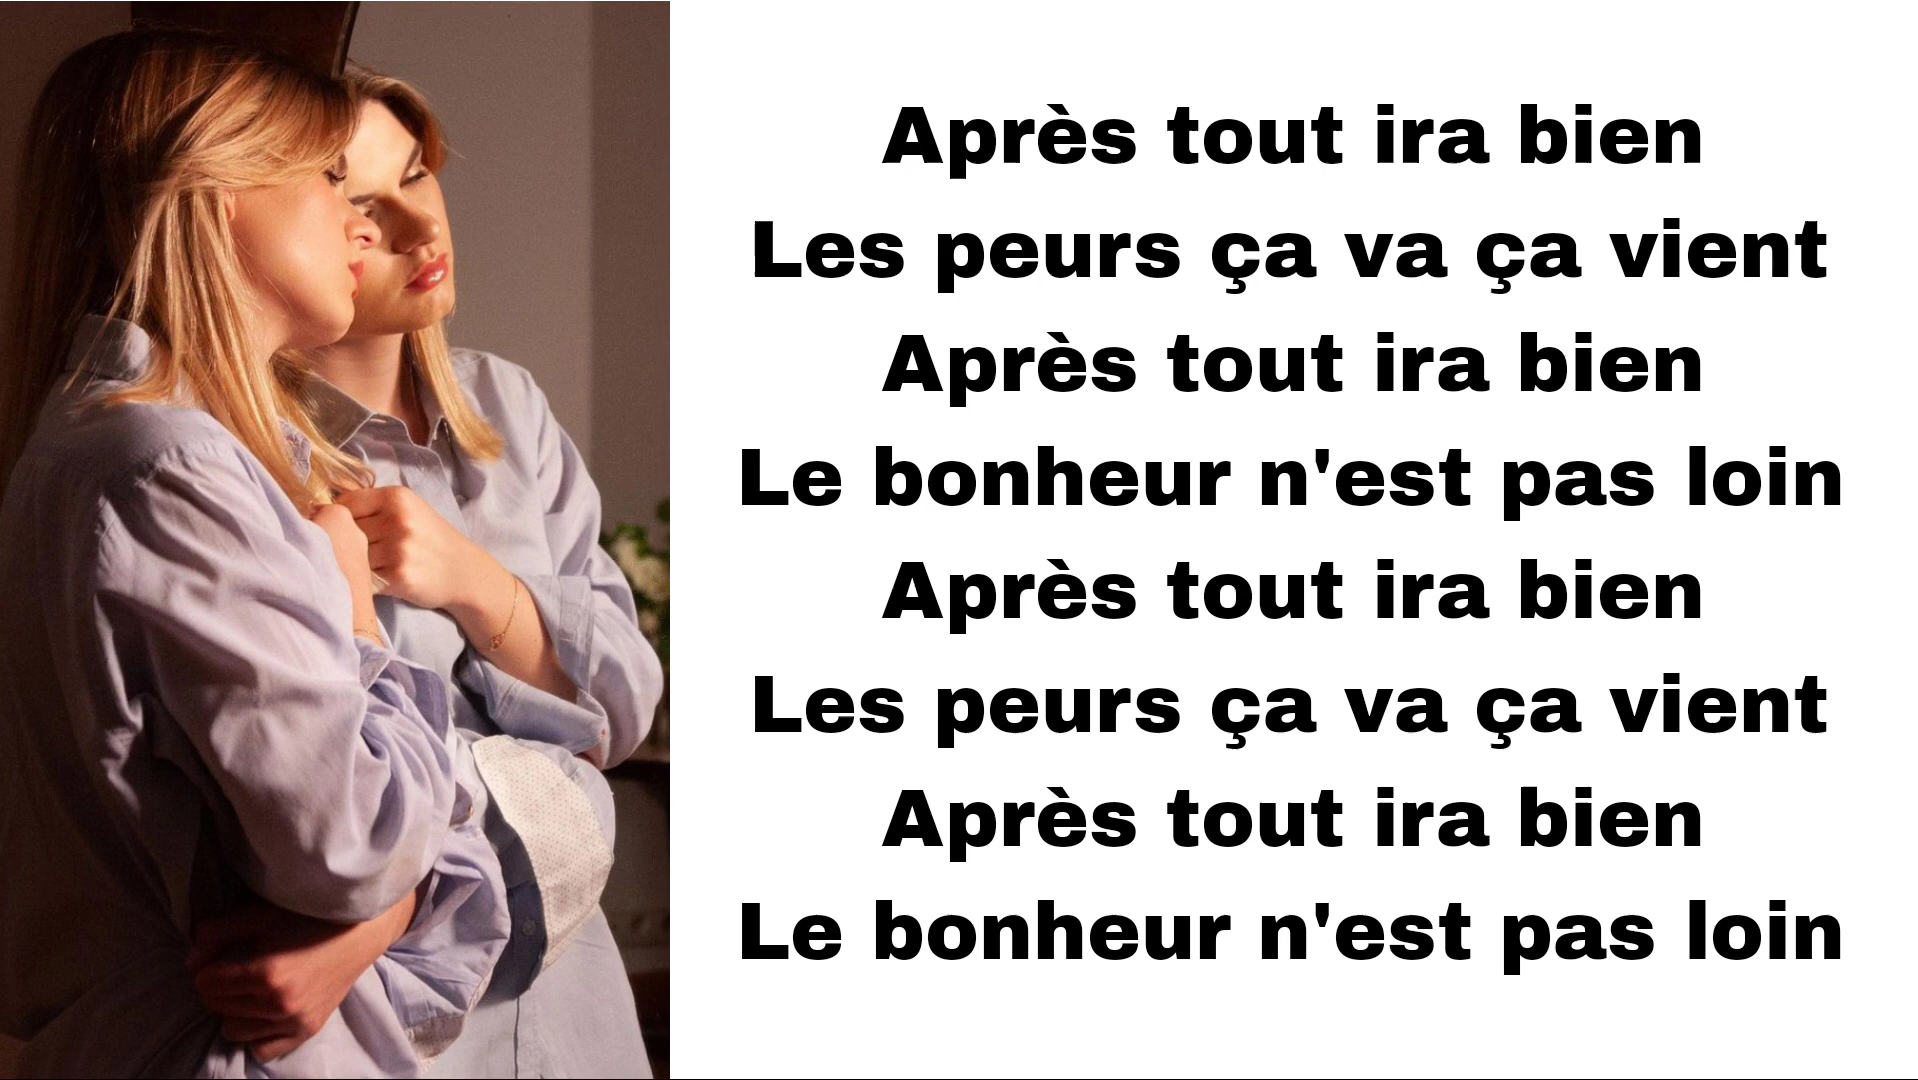 Après tout ira bien
Les peurs ça va ça vient
Après tout ira bien
Le bonheur n'est pas loin
Après tout ira bien
Les peurs ça va ça vient
Après tout ira bien
Le bonheur n'est pas loin